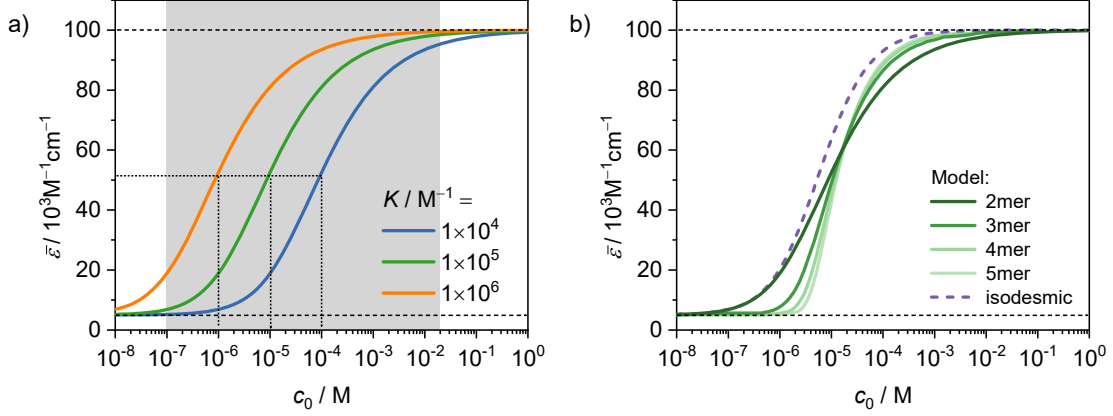 a)
100
80
60
40
20
0
ε̄ / 10³M⁻¹cm⁻¹
K / M⁻¹ =
1×10⁴
1×10⁵
1×10⁶
10⁻⁸ 10⁻⁷ 10⁻⁶ 10⁻⁵ 10⁻⁴ 10⁻³ 10⁻² 10⁻¹ 10⁰
c₀ / M
b)
100
80
60
40
20
0
ε̄ / 10³M⁻¹cm⁻¹
Model:
2mer
3mer
4mer
5mer
isodesmic
10⁻⁸ 10⁻⁷ 10⁻⁶ 10⁻⁵ 10⁻⁴ 10⁻³ 10⁻² 10⁻¹ 10⁰
c₀ / M